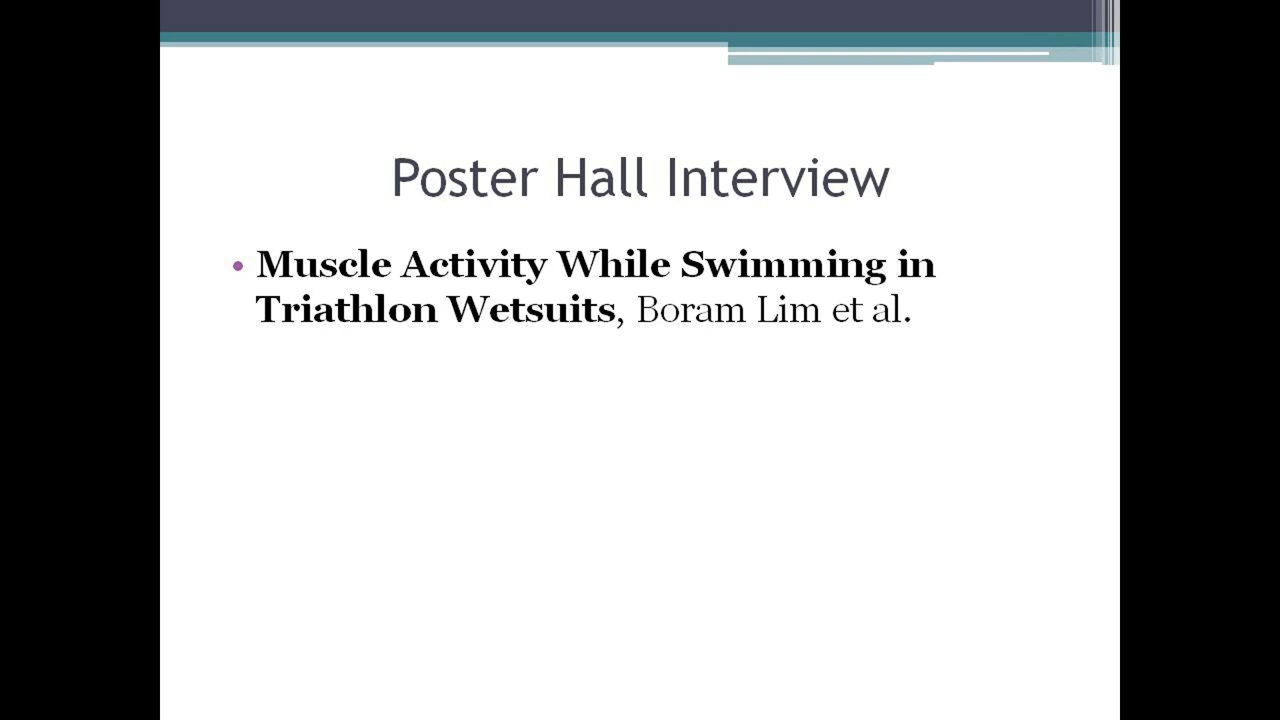 Poster Hall Interview
• Muscle Activity While Swimming in
Triathlon Wetsuits, Boram Lim et al.